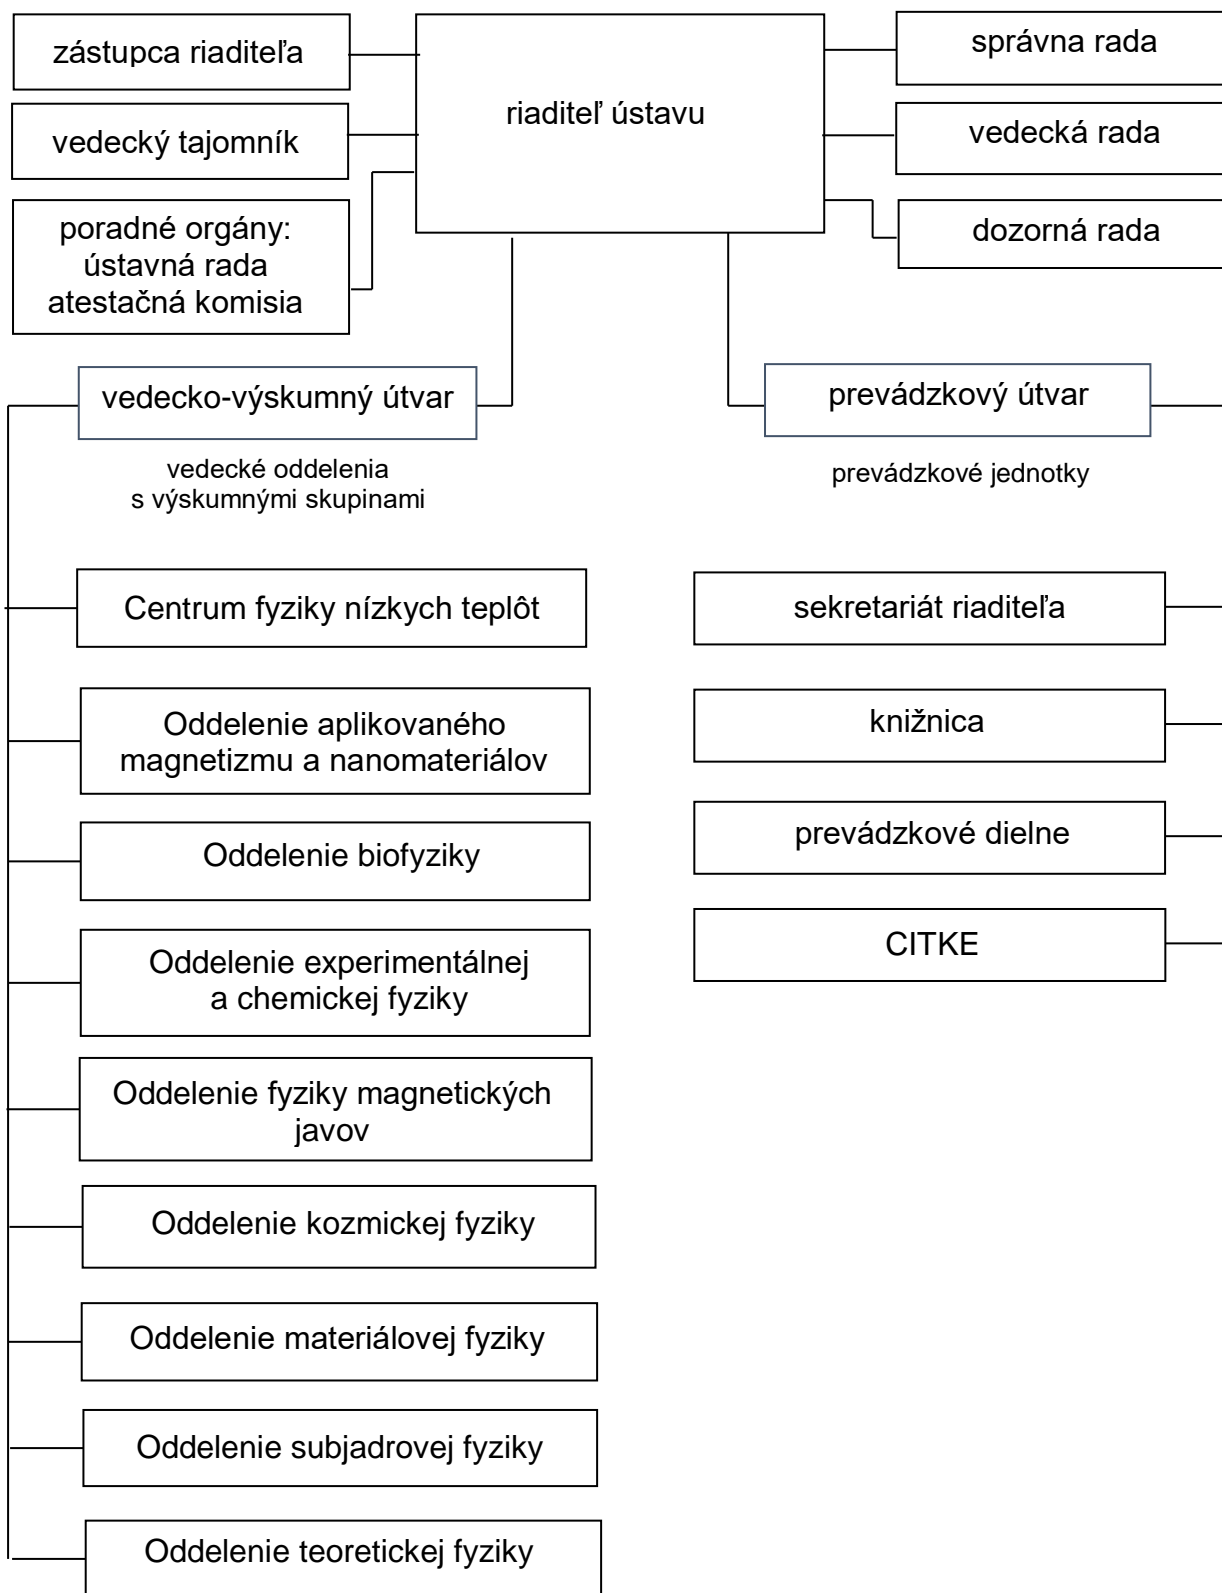 zástupca riaditeľa
vedecký tajomník
poradné orgány:
ústavná rada
atestačná komisia
riaditeľ ústavu
správna rada
vedecká rada
dozorná rada
vedecko-výskumný útvar
vedecké oddelenia
s výskumnými skupinami
Centrum fyziky nízkych teplôt
Oddelenie aplikovaného
magnetizmu a nanomateriálov
Oddelenie biofyziky
Oddelenie experimentálnej
a chemickej fyziky
Oddelenie fyziky magnetických
javov
Oddelenie kozmickej fyziky
Oddelenie materiálovej fyziky
Oddelenie subjadrovej fyziky
Oddelenie teoretickej fyziky
prevádzkový útvar
prevádzkové jednotky
sekretariát riaditeľa
knižnica
prevádzkové dielne
CITKE